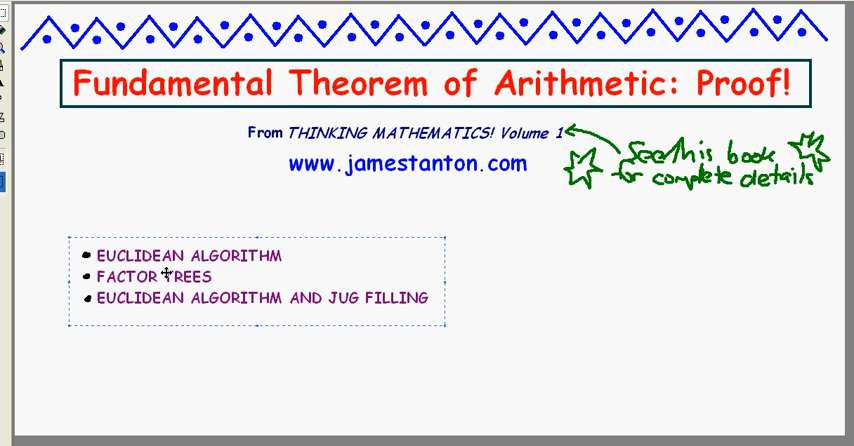 Fundamental Theorem of Arithmetic: Proof!
From THINKING MATHEMATICS! Volume 1
www.jamestanton.com
See this book
for complete details
• EUCLIDEAN ALGORITHM
• FACTOR TREES
• EUCLIDEAN ALGORITHM AND JUG FILLING